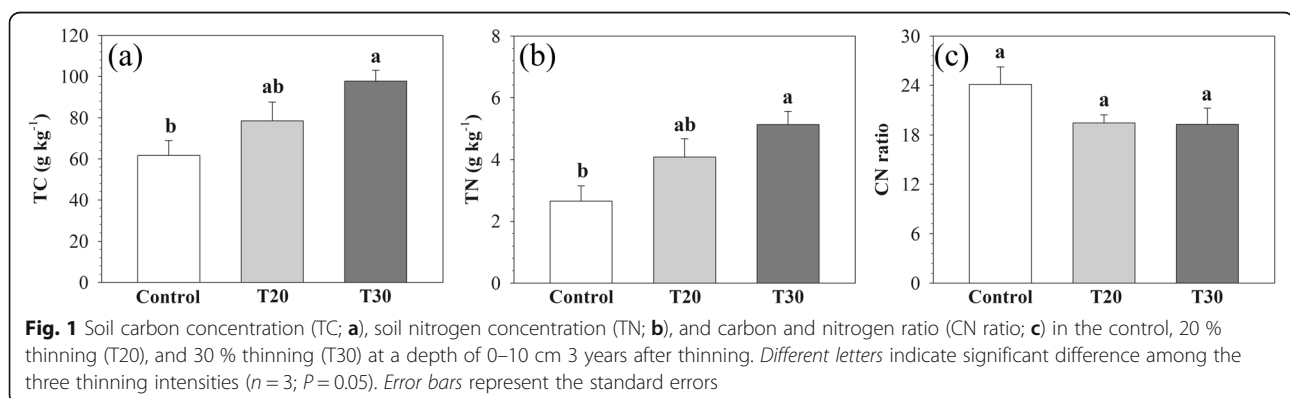 (a)
120
100
80
60
40
20
0
TC (g kg⁻¹)
b
ab
a
Control T20 T30
(b)
8
6
4
2
0
TN (g kg⁻¹)
b
ab
a
Control T20 T30
(c)
30
24
18
12
6
0
CN ratio
a
a
a
Control T20 T30
Fig. 1 Soil carbon concentration (TC; a), soil nitrogen concentration (TN; b), and carbon and nitrogen ratio (CN ratio; c) in the control, 20 %
thinning (T20), and 30 % thinning (T30) at a depth of 0–10 cm 3 years after thinning. Different letters indicate significant difference among the
three thinning intensities (n = 3; P = 0.05). Error bars represent the standard errors